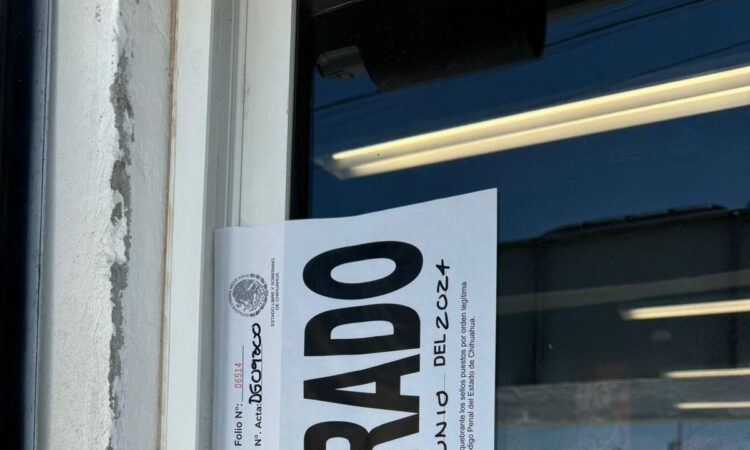 ESTADO LIBRE Y SOBERANO
DE CHIHUAHUA
Folio N°: 06514
N°. Acta:
RADO
UNIO DEL 2024
quebrante los sellos puestos por orden legítima
digo Penal del Estado de Chihuahua.